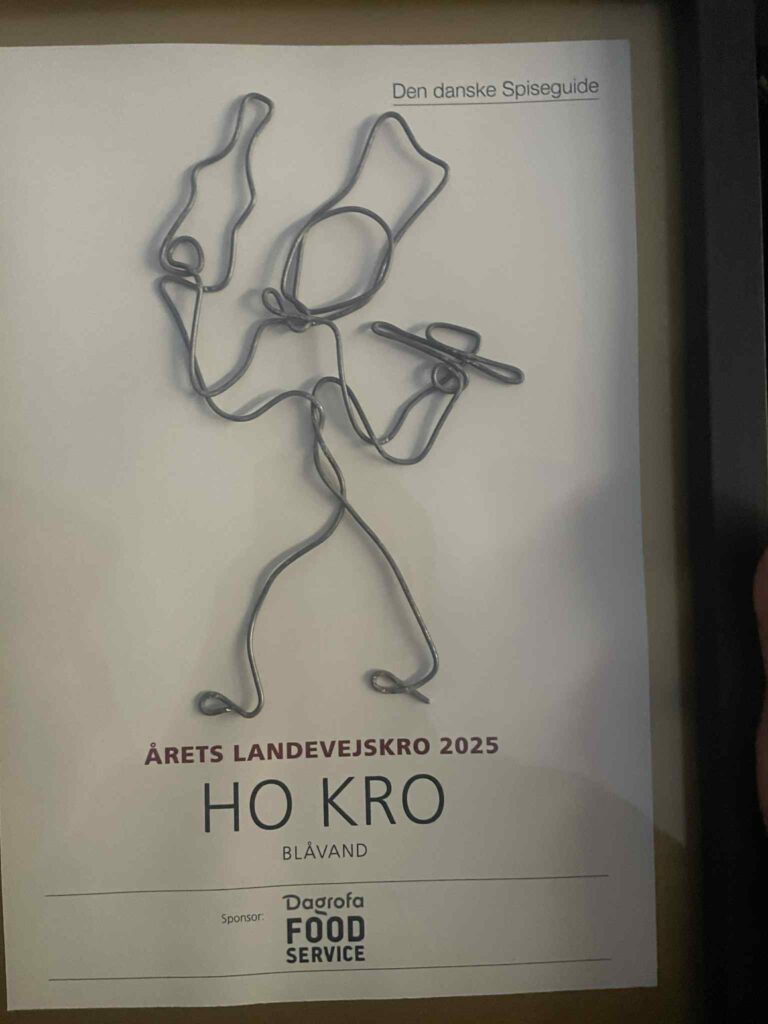 Den danske Spiseguide
ÅRETS LANDEVEJSKRO 2025
HO KRO
BLÅVAND
Sponsor:
Dagrofa
FOOD
SERVICE